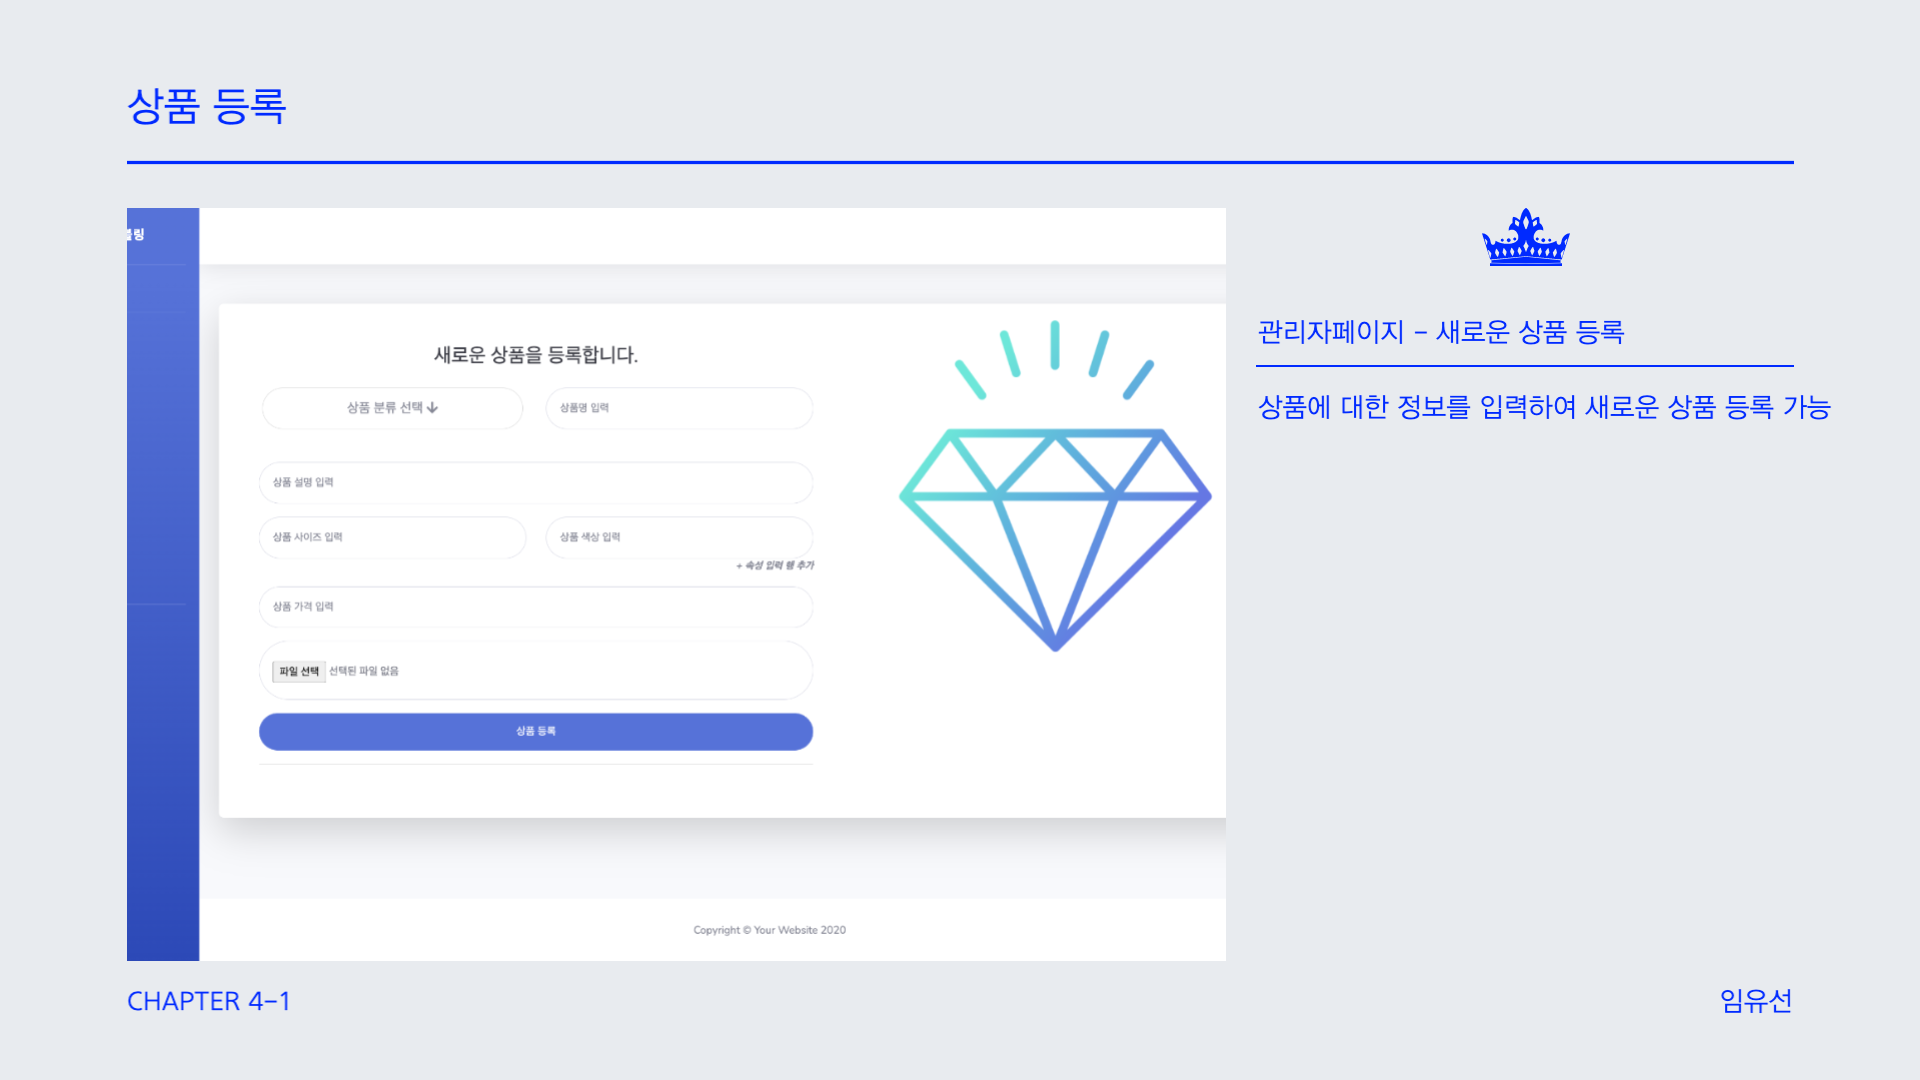 상품 등록
링
새로운 상품을 등록합니다.
상품 분류 선택
상품명 입력
상품 설명 입력
상품 사이즈 입력
상품 색상 입력
+ 속성 입력 텝 추가
상품 가격 입력
파일 선택 선택된 파일 없음
상품 등록
Copyright © Your Website 2020
관리자페이지 - 새로운 상품 등록
상품에 대한 정보를 입력하여 새로운 상품 등록 가능
CHAPTER 4-1
임유선